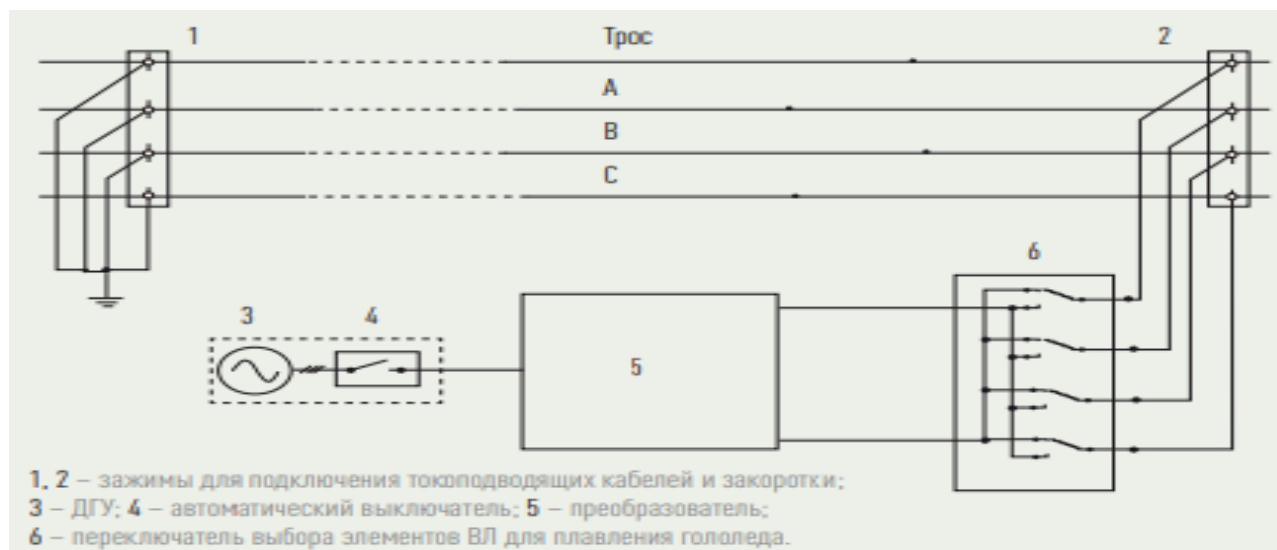 1
Трос
2
A
B
C
6
3
4
5
1, 2 – зажимы для подключения токоподводящих кабелей и закоротки;
3 – ДГУ; 4 – автоматический выключатель; 5 – преобразователь;
6 – переключатель выбора элементов ВЛ для плавления гололеда.